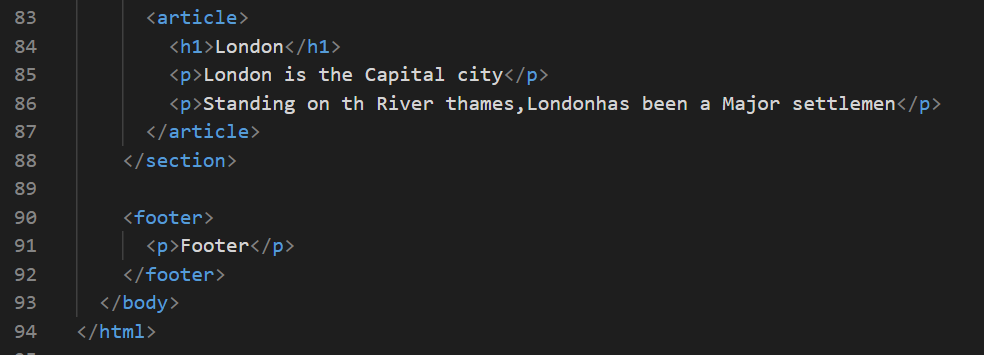 83 <article>
84 <h1>London</h1>
85 <p>London is the Capital city</p>
86 <p>Standing on th River thames,Londonhas been a Major settlemen</p>
87 </article>
88 </section>
89
90 <footer>
91 <p>Footer</p>
92 </footer>
93 </body>
94 </html>